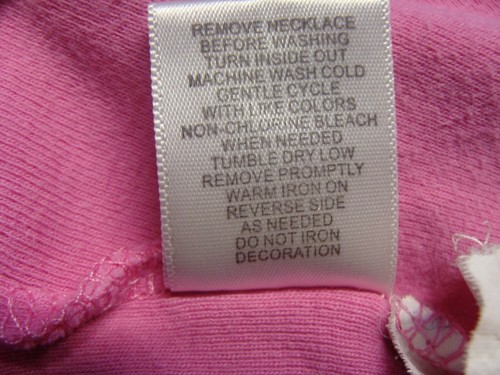 REMOVE NECKLACE
BEFORE WASHING
TURN INSIDE OUT
MACHINE WASH COLD
GENTLE CYCLE
WITH LIKE COLORS
NON-CHLORINE BLEACH
WHEN NEEDED
TUMBLE DRY LOW
REMOVE PROMPTLY
WARM IRON ON
REVERSE SIDE
AS NEEDED
DO NOT IRON
DECORATION